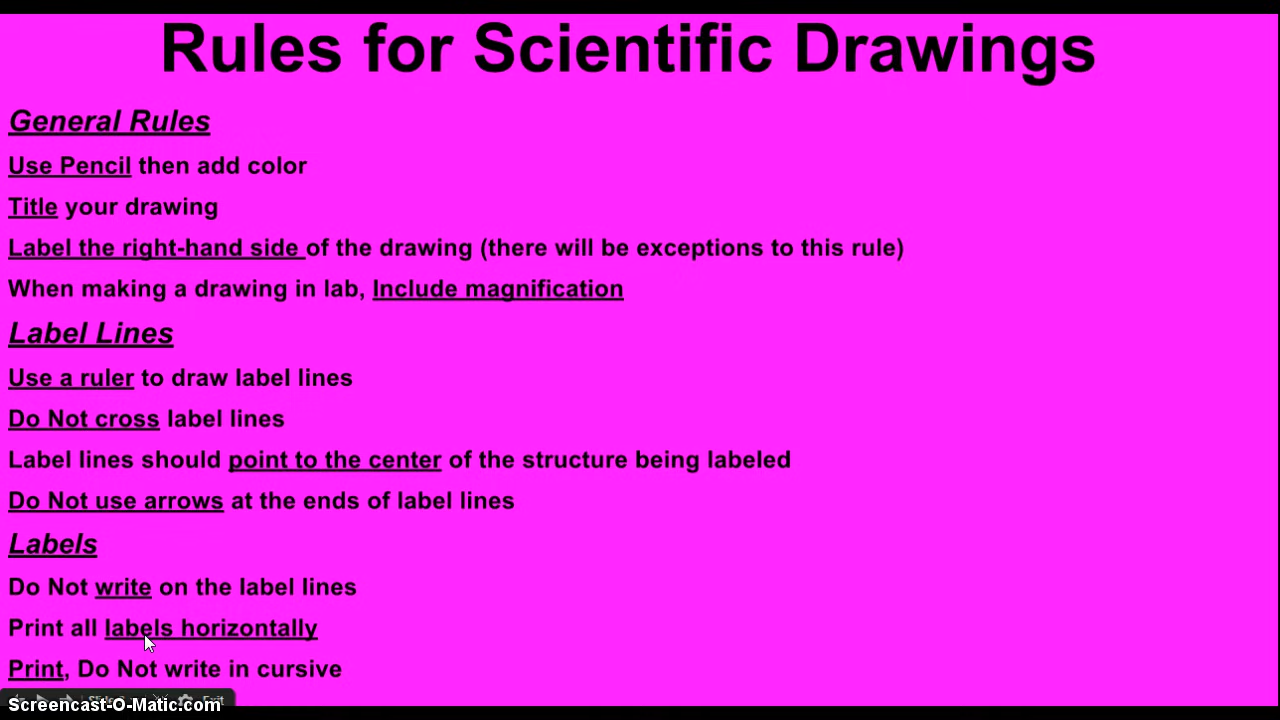 Rules for Scientific Drawings
General Rules
Use Pencil then add color
Title your drawing
Label the right-hand side of the drawing (there will be exceptions to this rule)
When making a drawing in lab, Include magnification
Label Lines
Use a ruler to draw label lines
Do Not cross label lines
Label lines should point to the center of the structure being labeled
Do Not use arrows at the ends of label lines
Labels
Do Not write on the label lines
Print all labels horizontally
Print, Do Not write in cursive
Exit
Screencast-O-Matic.com